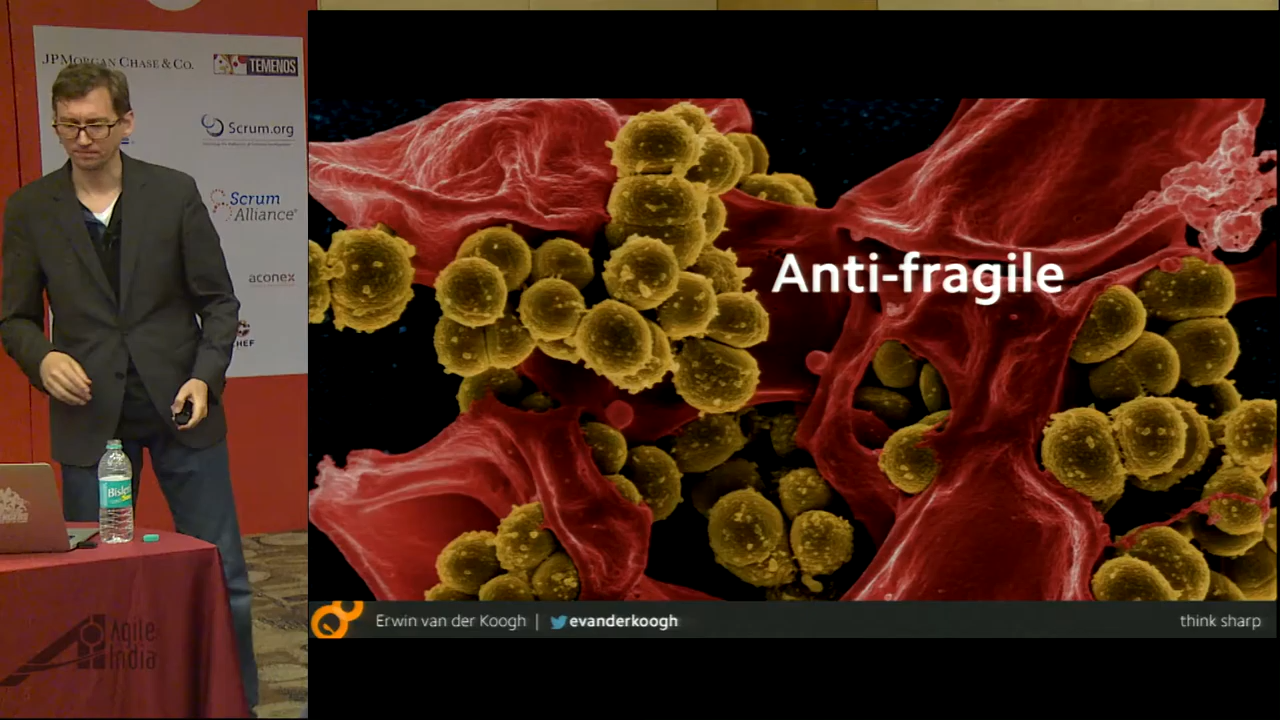 JPMORGAN CHASE & CO.
TEMENOS
Scrum.org
Scrum
Alliance®
aconex
HEF
Anti-fragile
Bisleri
Erwin van der Koogh | evanderkoogh
think sharp
Agile
India